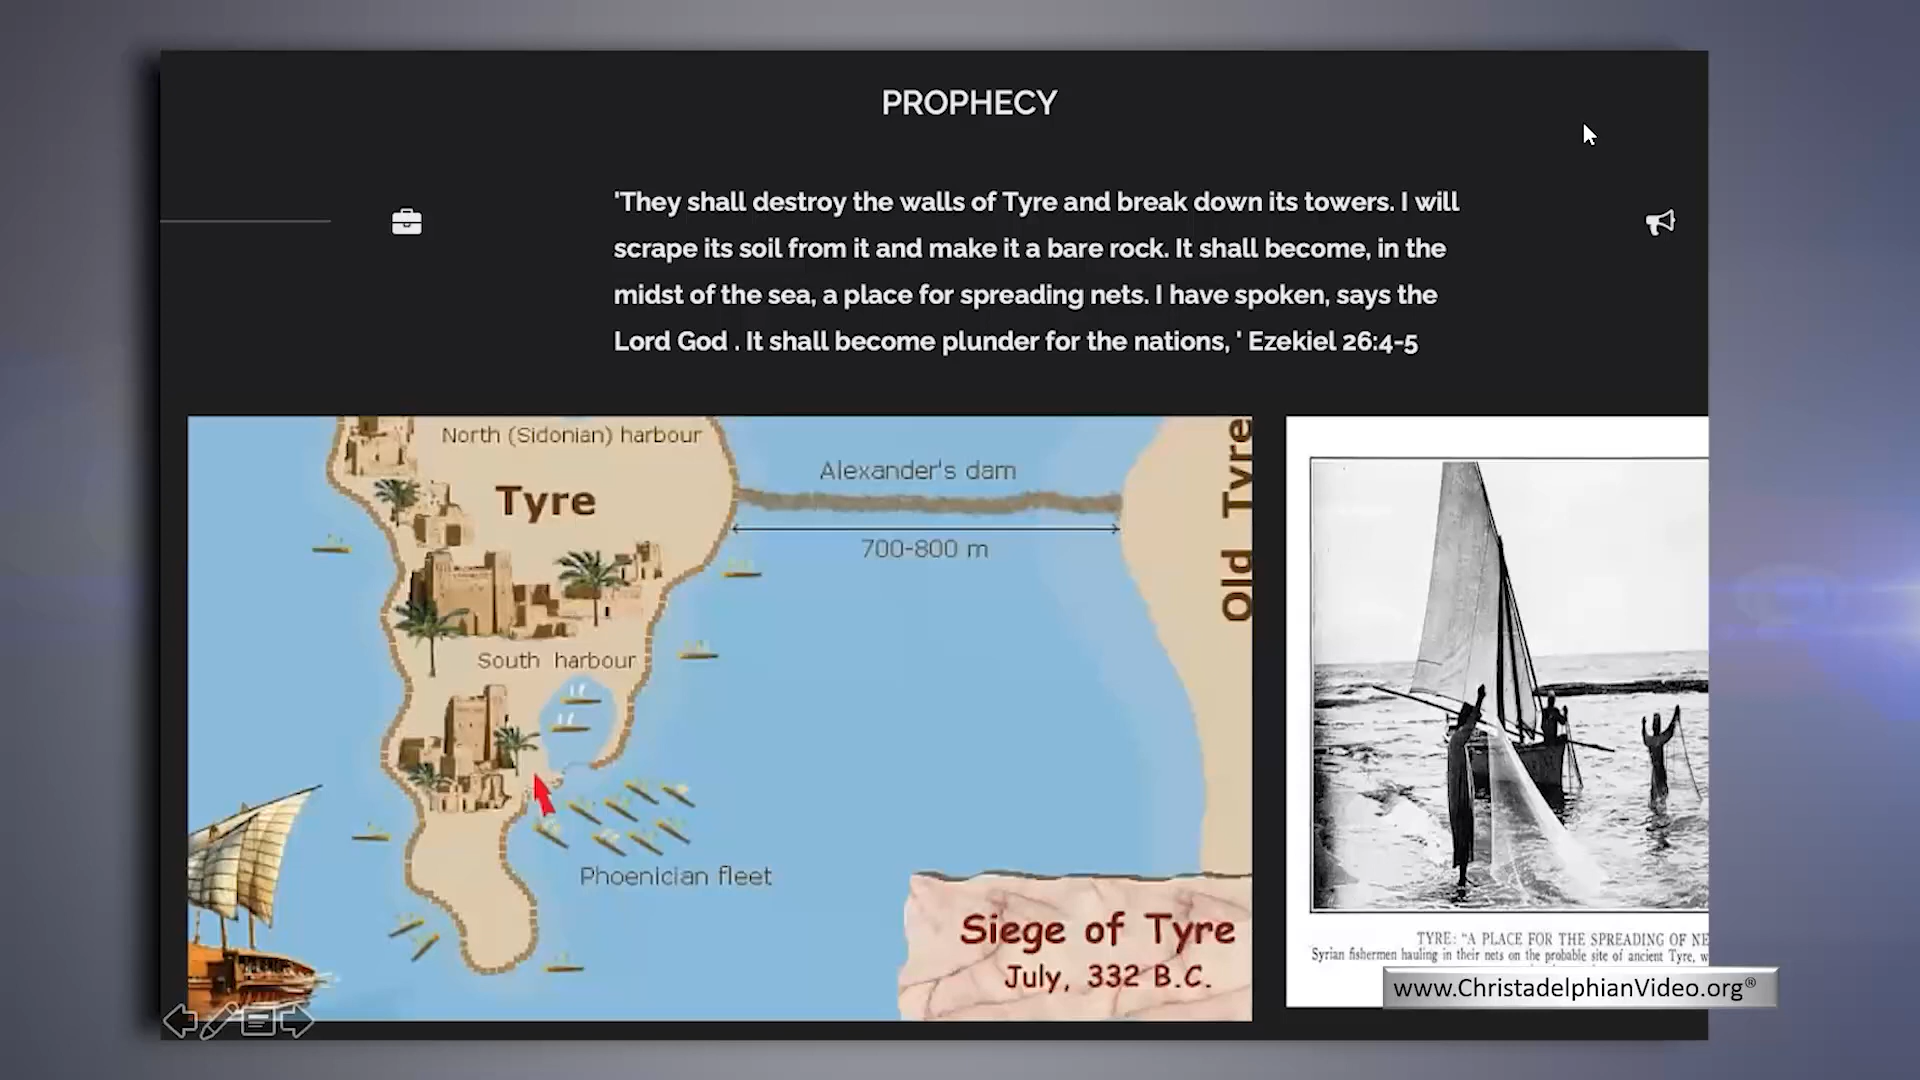 PROPHECY
'They shall destroy the walls of Tyre and break down its towers. I will
scrape its soil from it and make it a bare rock. It shall become, in the
midst of the sea, a place for spreading nets. I have spoken, says the
Lord God . It shall become plunder for the nations, ' Ezekiel 26:4-5
North (Sidonian) harbour
Tyre
Alexander's dam
700-800 m
Old Tyre
South harbour
Phoenician fleet
Siege of Tyre
July, 332 B.C.
TYRE: "A PLACE FOR THE SPREADING OF NE
Syrian fishermen hauling in their nets on the probable site of ancient Tyre, w
www.ChristadelphianVideo.org®